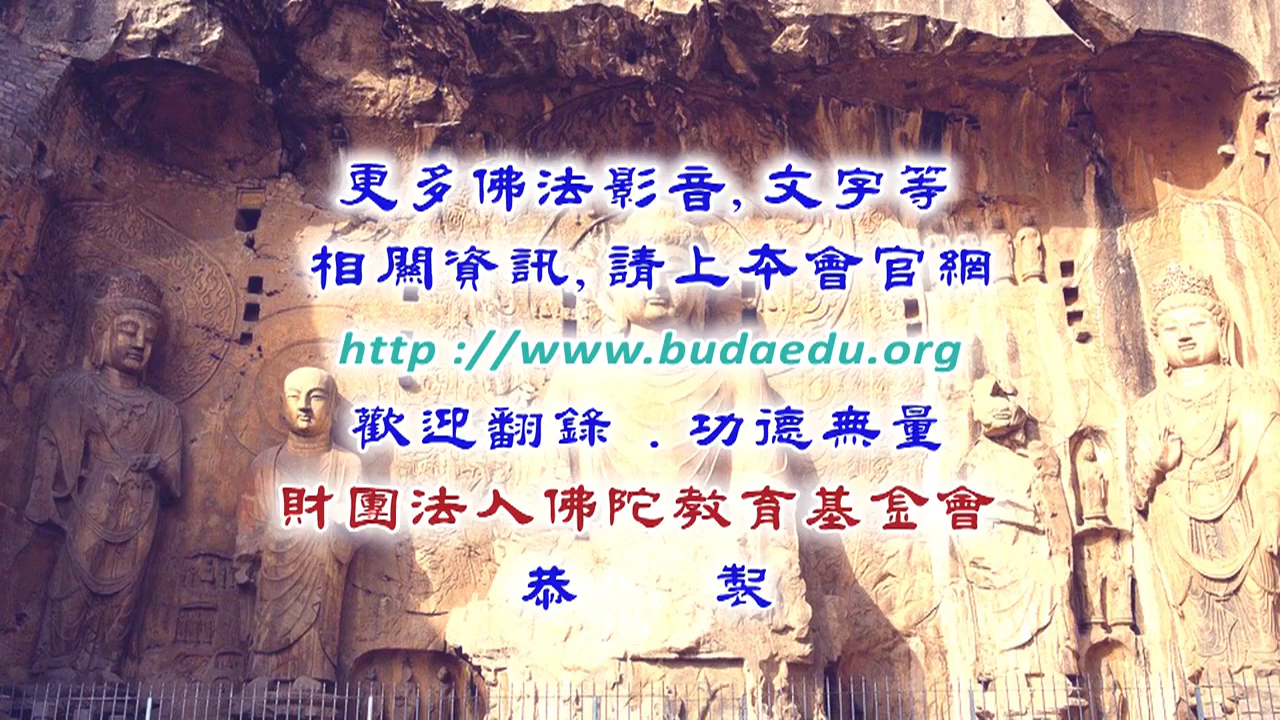 更多佛法影音,文字等
相關資訊,請上本會官網
http ://www.budaedu.org
歡迎翻錄 . 功德無量
財團法人佛陀教育基金會
恭 製